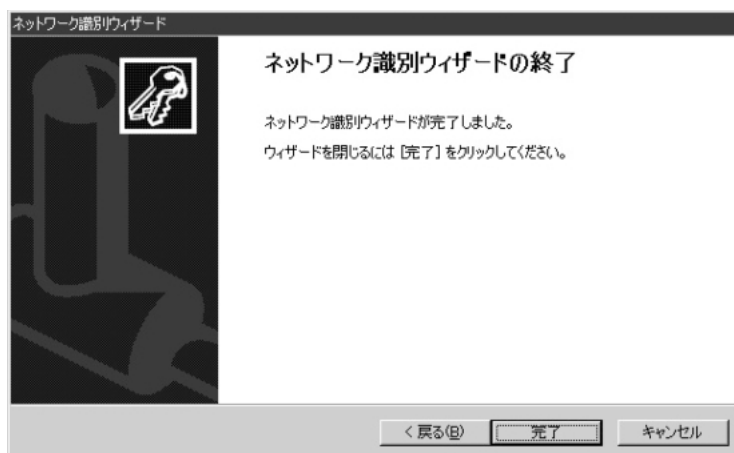 ネットワーク識別ウィザード
ネットワーク識別ウィザードの終了
ネットワーク識別ウィザードが完了しました。
ウィザードを閉じるには [完了] をクリックしてください。
< 戻る(B)
完了
キャンセル